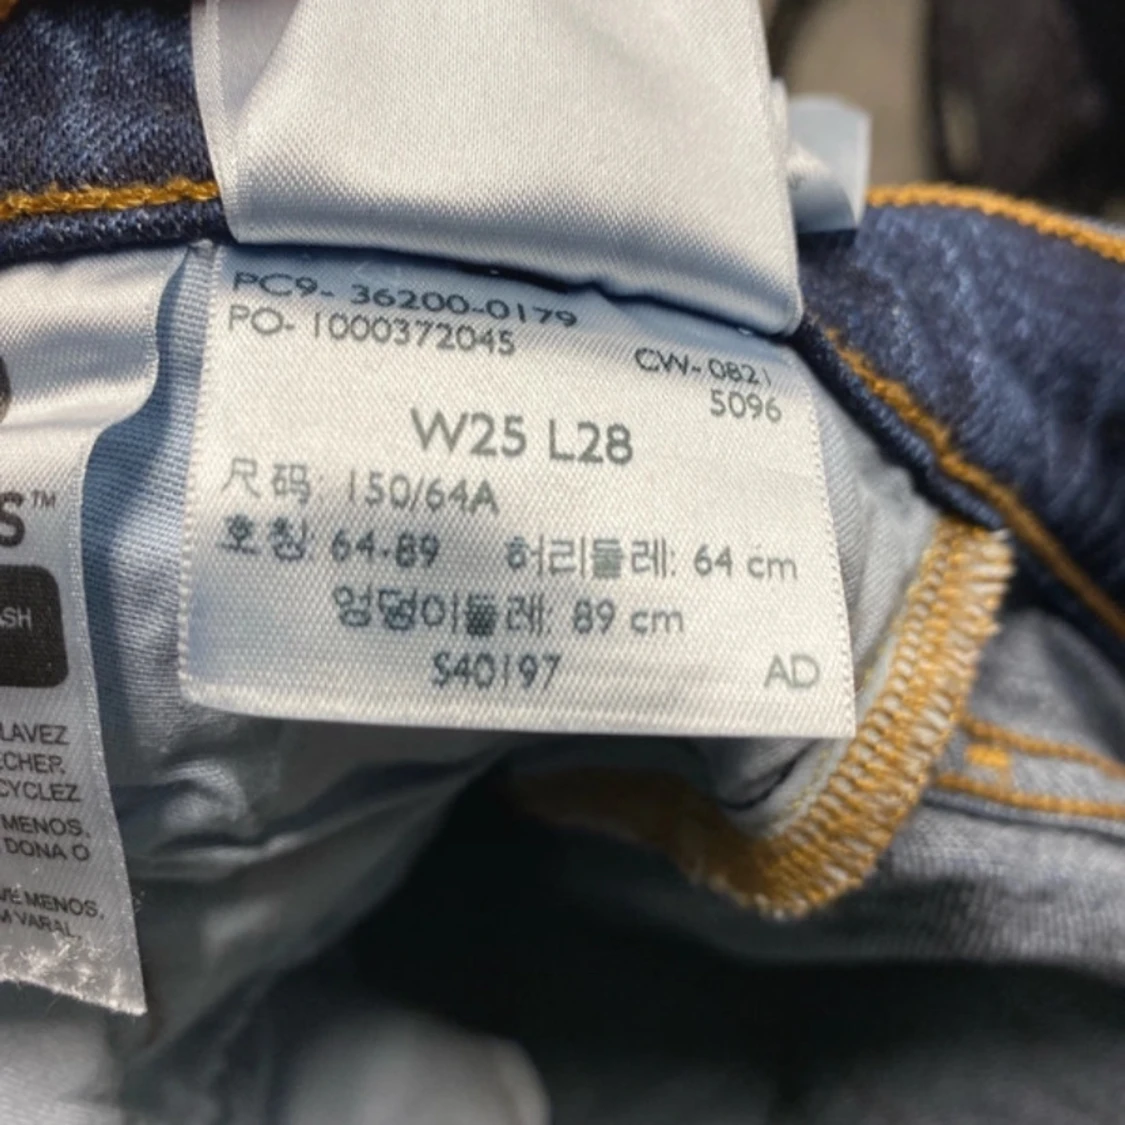 PC9- 36200-0179
PO- 1000372045
CW- 0821
5096
W25 L28
尺码: 150/64A
호칭: 64-89 허리둘레: 64 cm
엉덩이둘레: 89 cm
S40197 AD
S™
ASH
LAVEZ
ECHER,
CYCLEZ
MENOS,
DONA O
VE MENOS,
M VARAL,